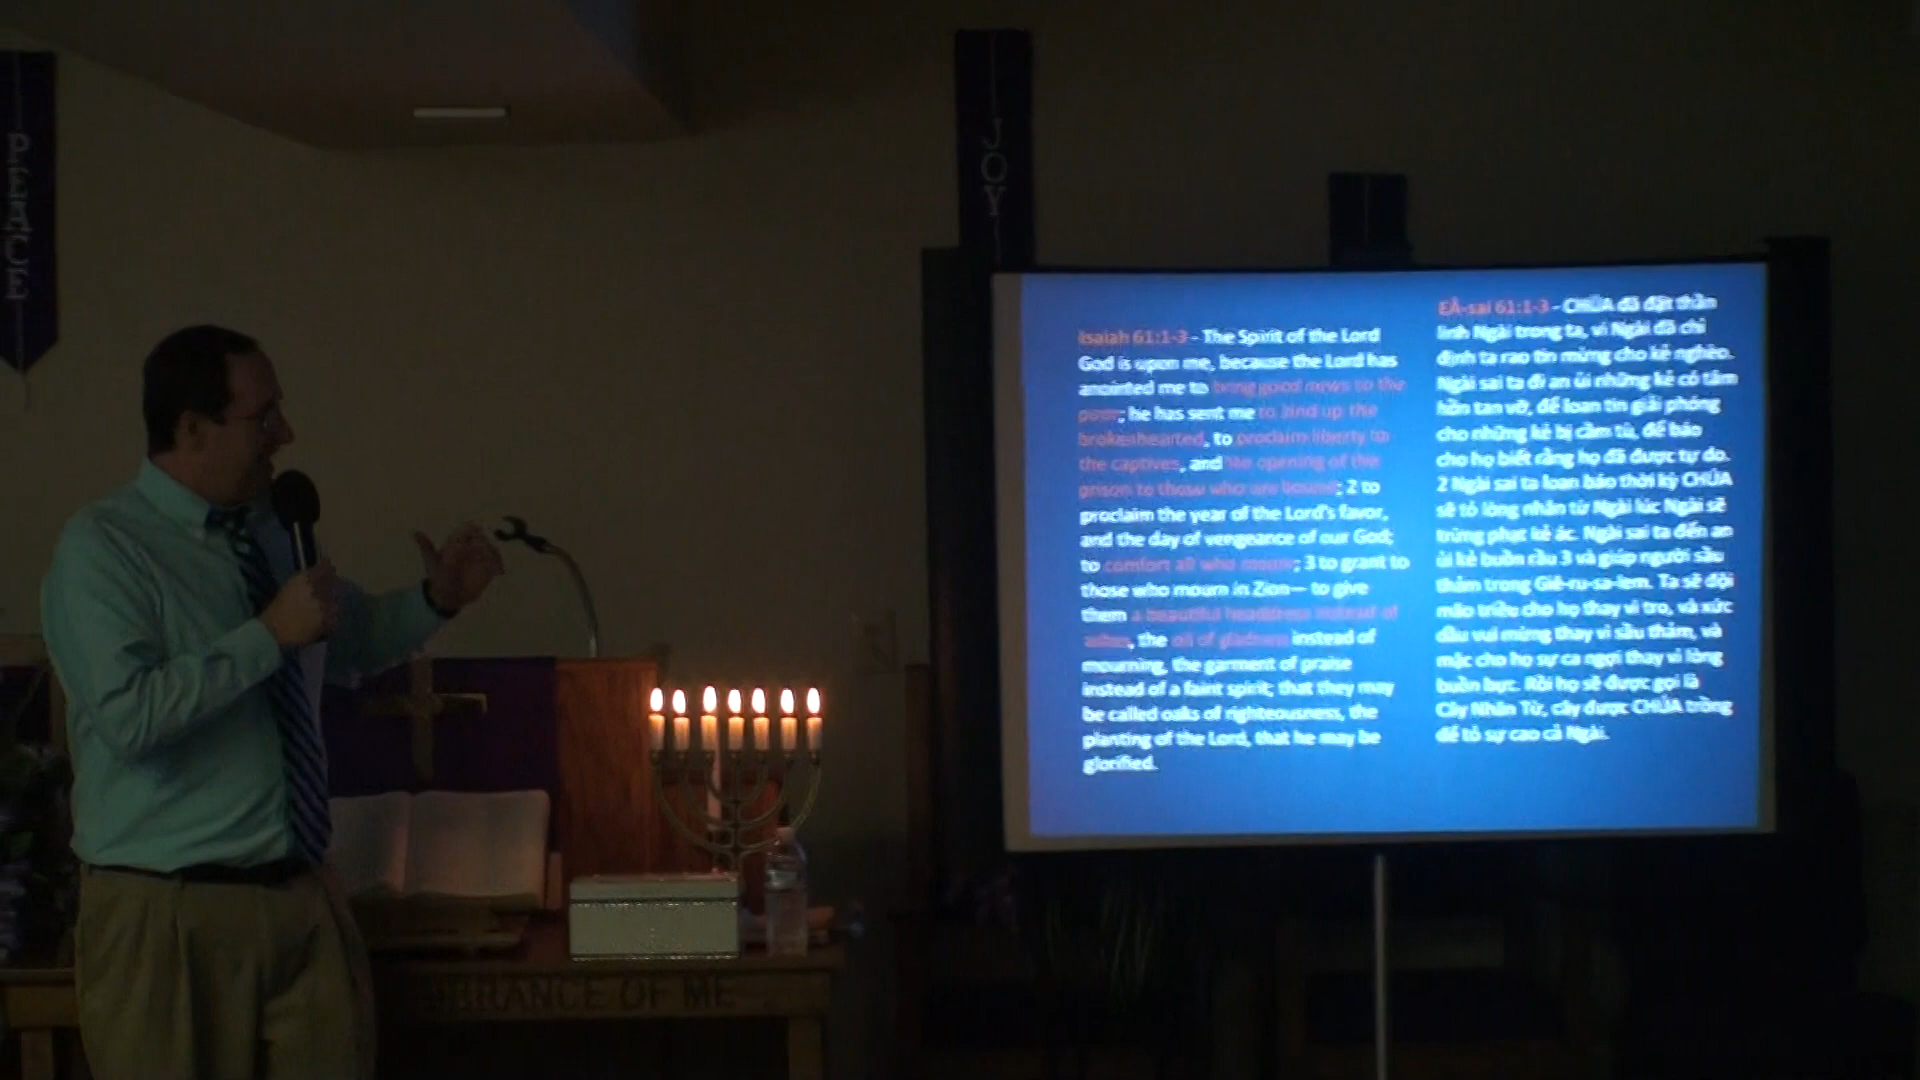 PEACE
JOY
Isaiah 61:1-3 - The Spirit of the Lord
God is upon me, because the Lord has
anointed me to bring good news to the
poor; he has sent me to bind up the
brokenhearted, to proclaim liberty to
the captives, and the opening of the
prison to those who are bound; 2 to
proclaim the year of the Lord's favor,
and the day of vengeance of our God;
to comfort all who mourn; 3 to grant to
those who mourn in Zion— to give
them a beautiful headdress instead of
ashes, the oil of gladness instead of
mourning, the garment of praise
instead of a faint spirit; that they may
be called oaks of righteousness, the
planting of the Lord, that he may be
glorified.
EÂ-sai 61:1-3 - CHÚA đã đặt thần
linh Ngài trong ta, vì Ngài đã chỉ
định ta rao tin mừng cho kẻ nghèo.
Ngài sai ta đi an ủi những kẻ có tâm
hồn tan vỡ, để loan tin giải phóng
cho những kẻ bị cầm tù, để báo
cho họ biết rằng họ đã được tự do.
2 Ngài sai ta loan báo thời kỳ CHÚA
sẽ tỏ lòng nhân từ Ngài lúc Ngài sẽ
trừng phạt kẻ ác. Ngài sai ta đến an
ủi kẻ buồn rầu 3 và giúp người sầu
thảm trong Giê-ru-sa-lem. Ta sẽ đội
mão triều cho họ thay vì tro, và xức
dầu vui mừng thay vì sầu thảm, và
mặc cho họ sự ca ngợi thay vì lòng
buồn bực. Rồi họ sẽ được gọi là
Cây Nhân Từ, cây được CHÚA trồng
để tỏ sự cao cả Ngài.
BRANCE OF ME